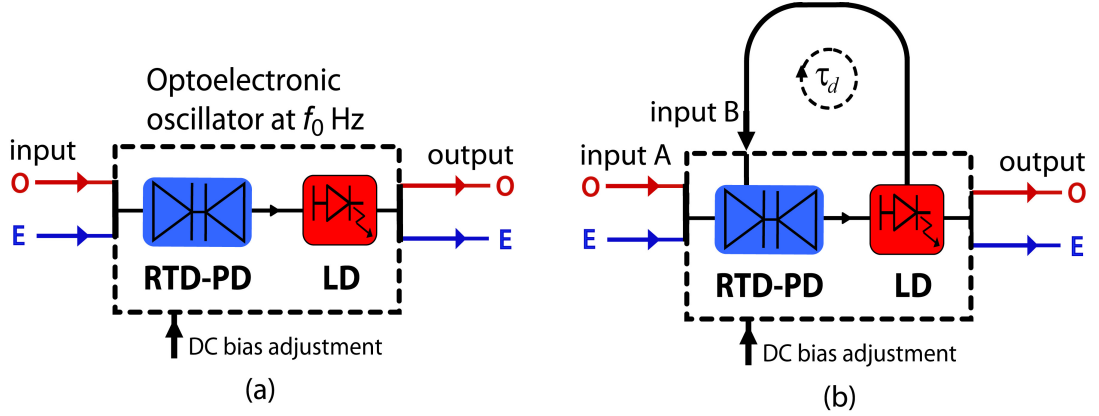 Optoelectronic
oscillator at f₀ Hz
input
output
O
O
E
E
RTD-PD
LD
DC bias adjustment
(a)
τd
input B
input A
output
O
O
E
E
RTD-PD
LD
DC bias adjustment
(b)